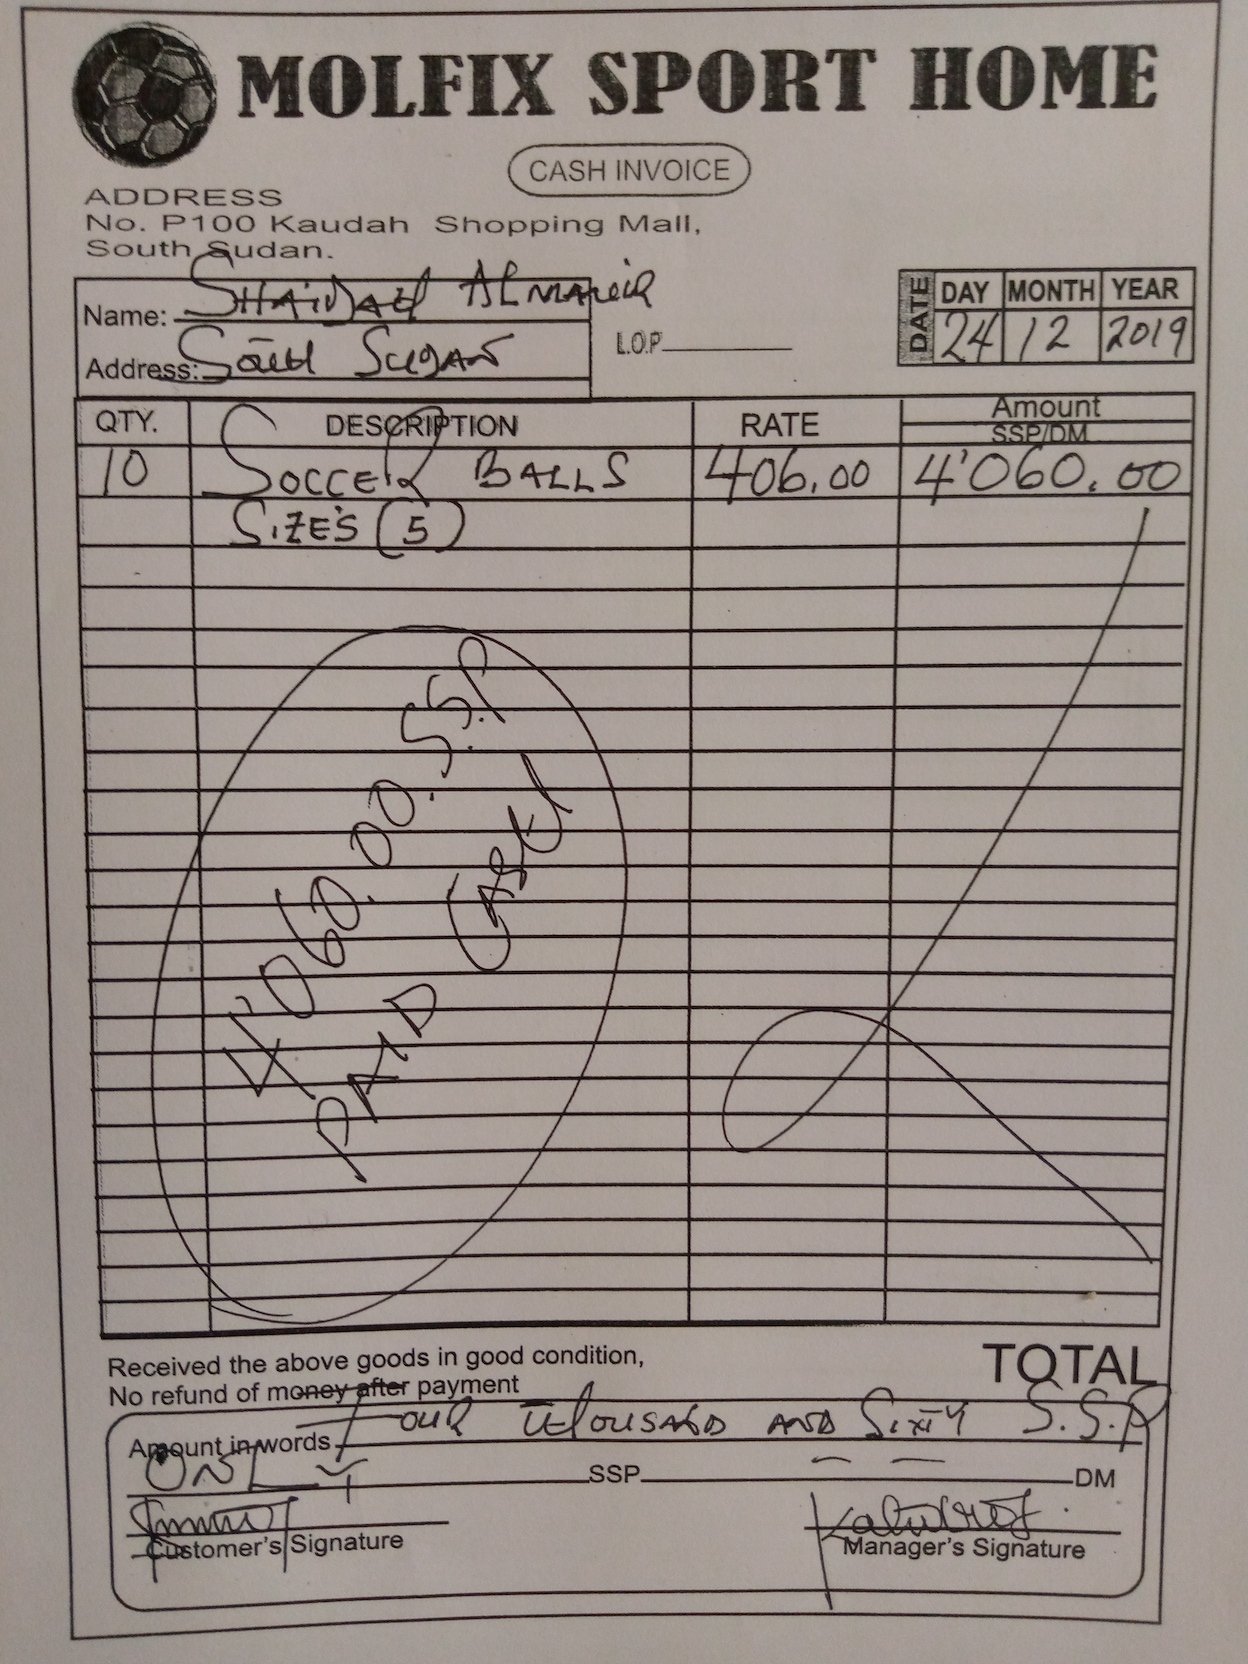 MOLFIX SPORT HOME
CASH INVOICE
ADDRESS
No. P100 Kaudah Shopping Mall,
South Sudan.
Name:
Address: South Sudan
L.O.P
DATE DAY MONTH YEAR
24 12 2019
QTY. DESCRIPTION RATE Amount
SSP/DM
10 SOCCER BALLS 406.00 4'060.00
SIZE'S (5)
4'060.00.S.S.P
PAID CASH
Received the above goods in good condition,
No refund of money after payment
TOTAL
Amount in words Four Thousand AND Sixty S.S.P
ONLY SSP DM
Customer's Signature
Manager's Signature